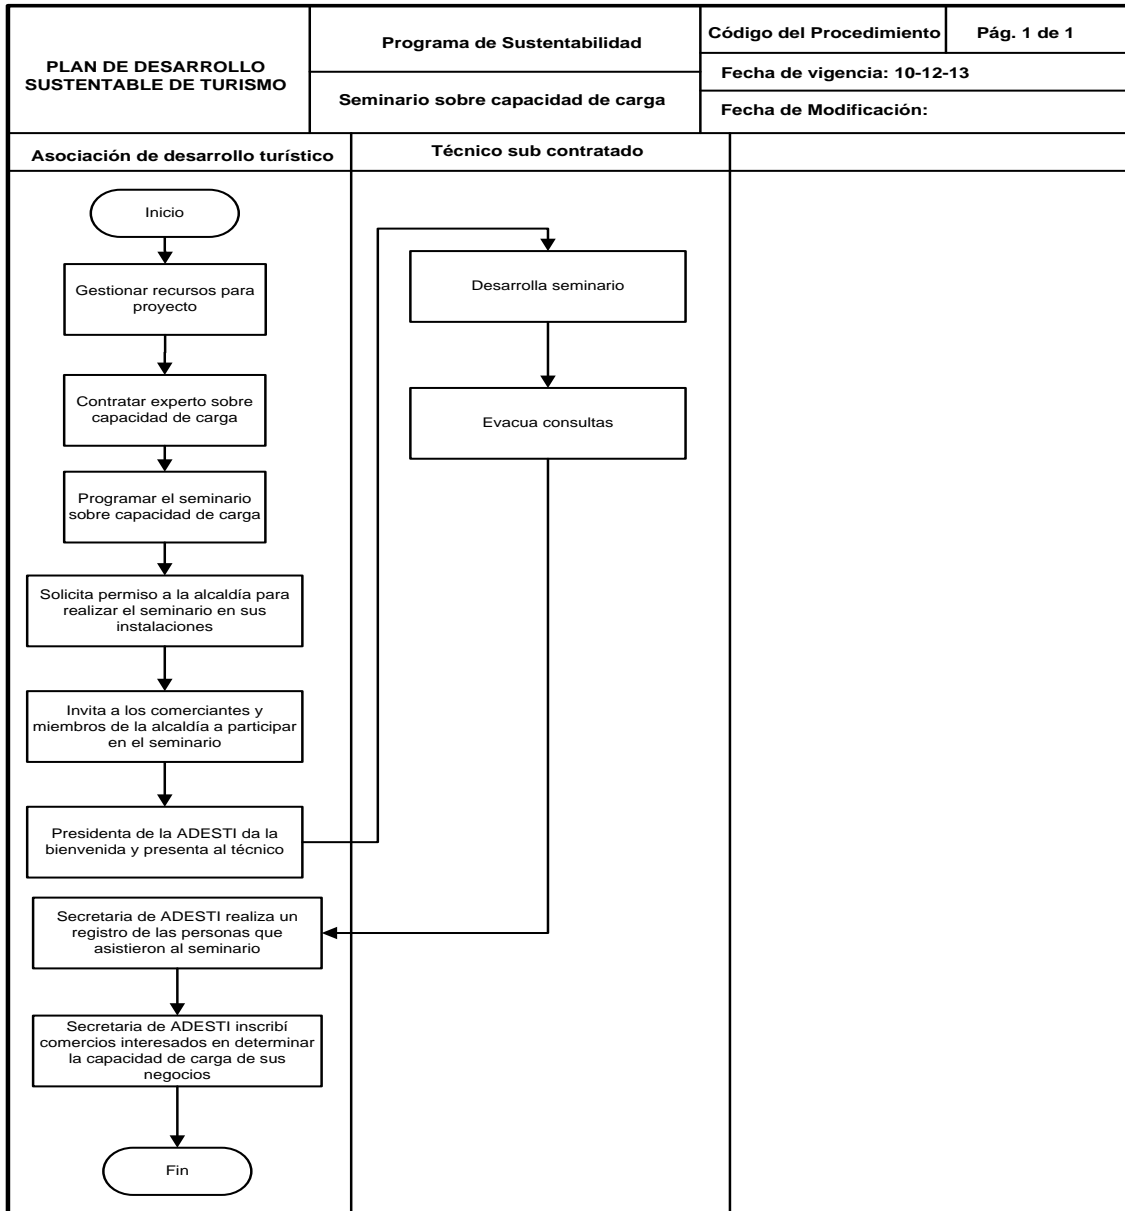 PLAN DE DESARROLLO
SUSTENTABLE DE TURISMO
Programa de Sustentabilidad
Seminario sobre capacidad de carga
Código del Procedimiento
Pág. 1 de 1
Fecha de vigencia: 10-12-13
Fecha de Modificación:
Asociación de desarrollo turístico
Técnico sub contratado
Inicio
Gestionar recursos para
proyecto
Contratar experto sobre
capacidad de carga
Programar el seminario
sobre capacidad de carga
Solicita permiso a la alcaldía para
realizar el seminario en sus
instalaciones
Invita a los comerciantes y
miembros de la alcaldía a participar
en el seminario
Presidenta de la ADESTI da la
bienvenida y presenta al técnico
Desarrolla seminario
Evacua consultas
Secretaria de ADESTI realiza un
registro de las personas que
asistieron al seminario
Secretaria de ADESTI inscribí
comercios interesados en determinar
la capacidad de carga de sus
negocios
Fin